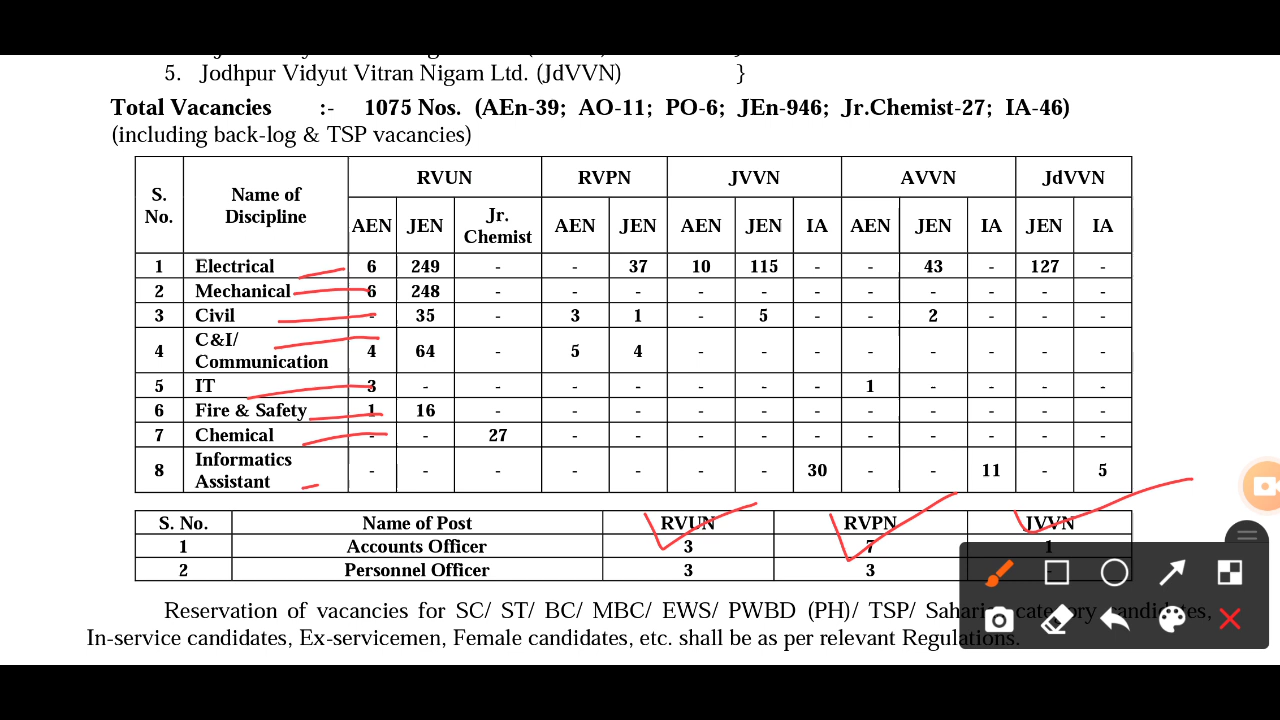 5. Jodhpur Vidyut Vitran Nigam Ltd. (JdVVN) }
Total Vacancies :- 1075 Nos. (AEn-39; AO-11; PO-6; JEn-946; Jr.Chemist-27; IA-46)
(including back-log & TSP vacancies)
S. No. Name of Discipline RVUN RVPN JVVN AVVN JdVVN
AEN JEN Jr. Chemist AEN JEN AEN JEN IA AEN JEN IA JEN IA
1 Electrical 6 249 - - 37 10 115 - - 43 - 127 -
2 Mechanical 6 248 - - - - - - - - - - -
3 Civil - 35 - 3 1 - 5 - - 2 - - -
4 C&I/ Communication 4 64 - 5 4 - - - - - - - -
5 IT 3 - - - - - - - 1 - - - -
6 Fire & Safety 1 16 - - - - - - - - - - -
7 Chemical - - 27 - - - - - - - - - -
8 Informatics Assistant - - - - - - - 30 - - 11 - 5
S. No. Name of Post RVUN RVPN JVVN
1 Accounts Officer 3 7 1
2 Personnel Officer 3 3 -
Reservation of vacancies for SC/ ST/ BC/ MBC/ EWS/ PWBD (PH)/ TSP/ Saharia category candidates,
In-service candidates, Ex-servicemen, Female candidates, etc. shall be as per relevant Regulations.